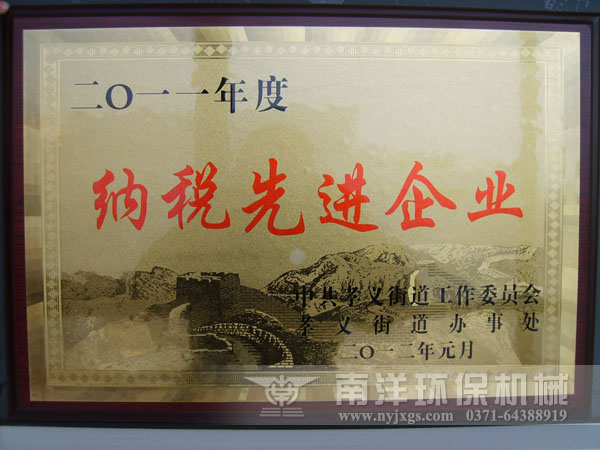 二〇一一年度
纳税先进企业
中共孝义街道工作委员会
孝义街道办事处
二〇一二年元月
南洋环保机械
www.nyjxgs.com 0371-64388919